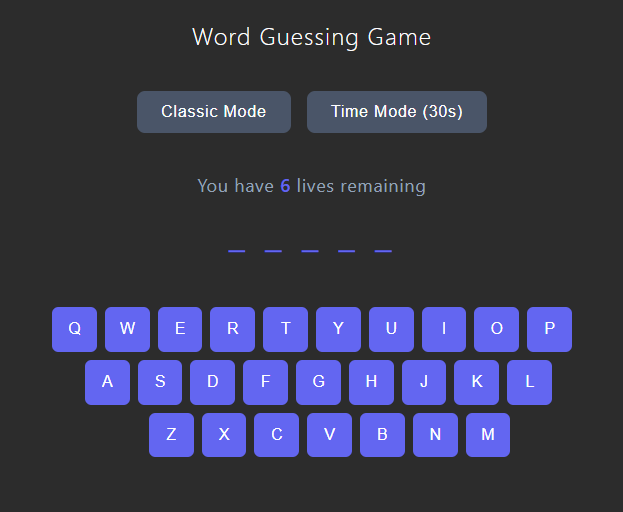 Word Guessing Game
Classic Mode Time Mode (30s)
You have 6 lives remaining
_ _ _ _ _
Q W E R T Y U I O P
A S D F G H J K L
Z X C V B N M